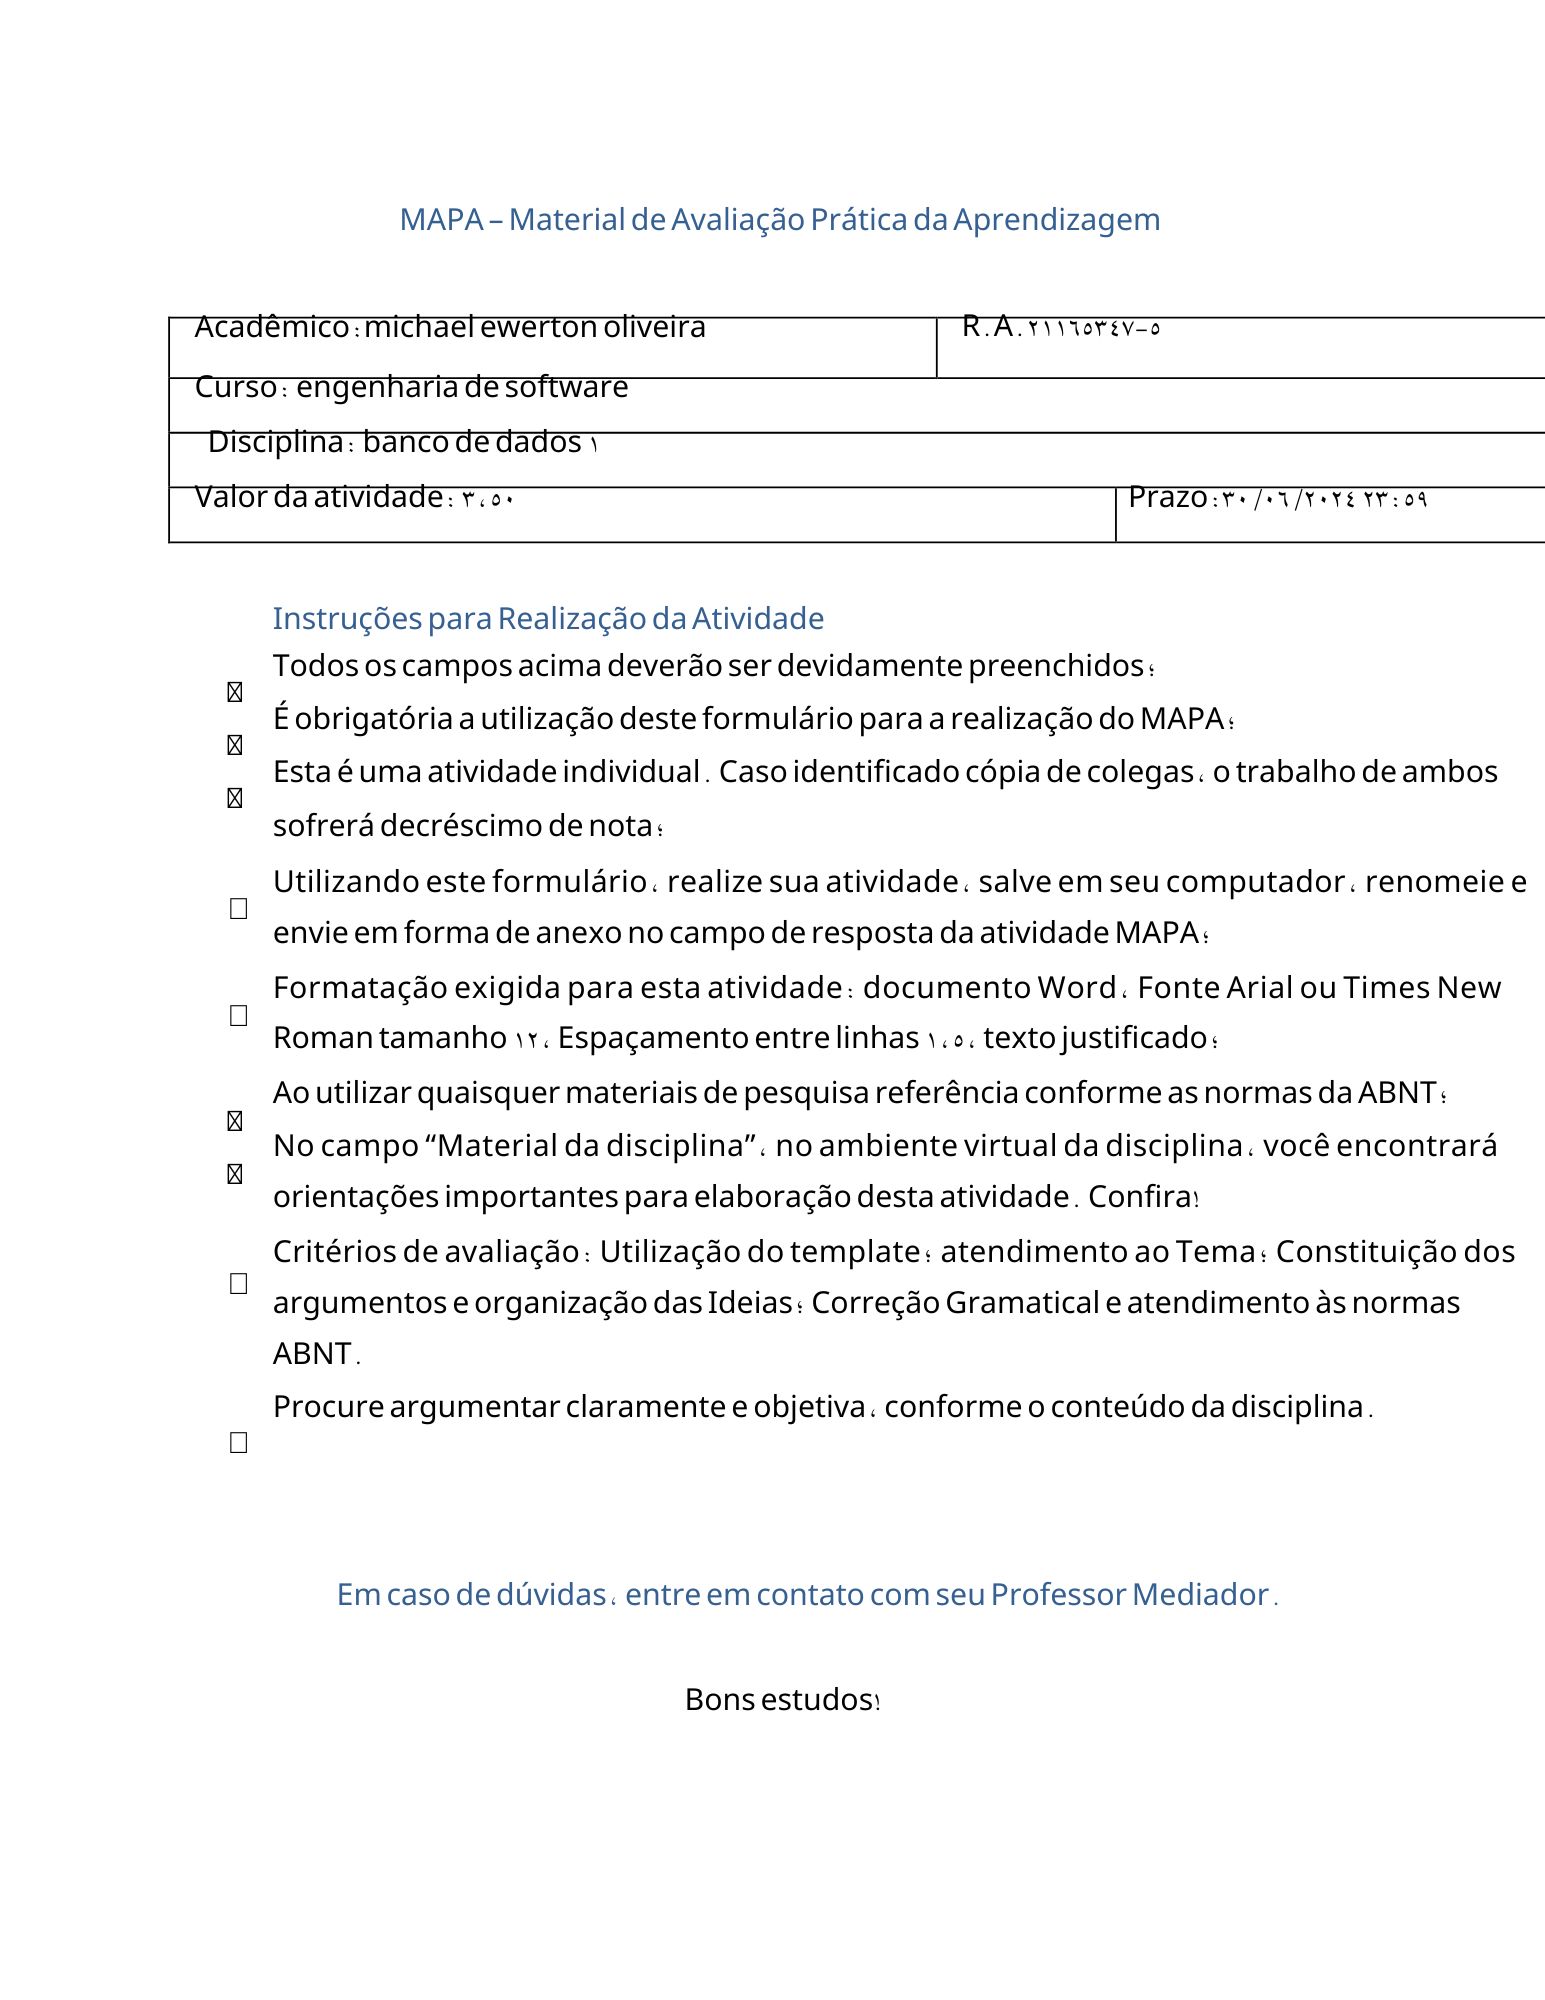 MAPA – Material de Avaliação Prática da Aprendizagem
Acadêmico:michael ewerton oliveira
R.A.٢١١٦٥٣٤٧-٥
Curso: engenharia de software
Disciplina: banco de dados ١
Valor da atividade: ٣،٥٠
Prazo:٣٠/٠٦/٢٠٢٤ ٢٣:٥٩
Instruções para Realização da Atividade
Todos os campos acima deverão ser devidamente preenchidos؛
É obrigatória a utilização deste formulário para a realização do MAPA؛
Esta é uma atividade individual. Caso identificado cópia de colegas، o trabalho de ambos
sofrerá decréscimo de nota؛
Utilizando este formulário، realize sua atividade، salve em seu computador، renomeie e
envie em forma de anexo no campo de resposta da atividade MAPA؛
Formatação exigida para esta atividade: documento Word، Fonte Arial ou Times New
Roman tamanho ١٢، Espaçamento entre linhas ١،٥، texto justificado؛
Ao utilizar quaisquer materiais de pesquisa referência conforme as normas da ABNT؛
No campo “Material da disciplina”، no ambiente virtual da disciplina، você encontrará
orientações importantes para elaboração desta atividade. Confira!
Critérios de avaliação: Utilização do template؛ atendimento ao Tema؛ Constituição dos
argumentos e organização das Ideias؛ Correção Gramatical e atendimento às normas
ABNT.
Procure argumentar claramente e objetiva، conforme o conteúdo da disciplina.
Em caso de dúvidas، entre em contato com seu Professor Mediador.
Bons estudos!